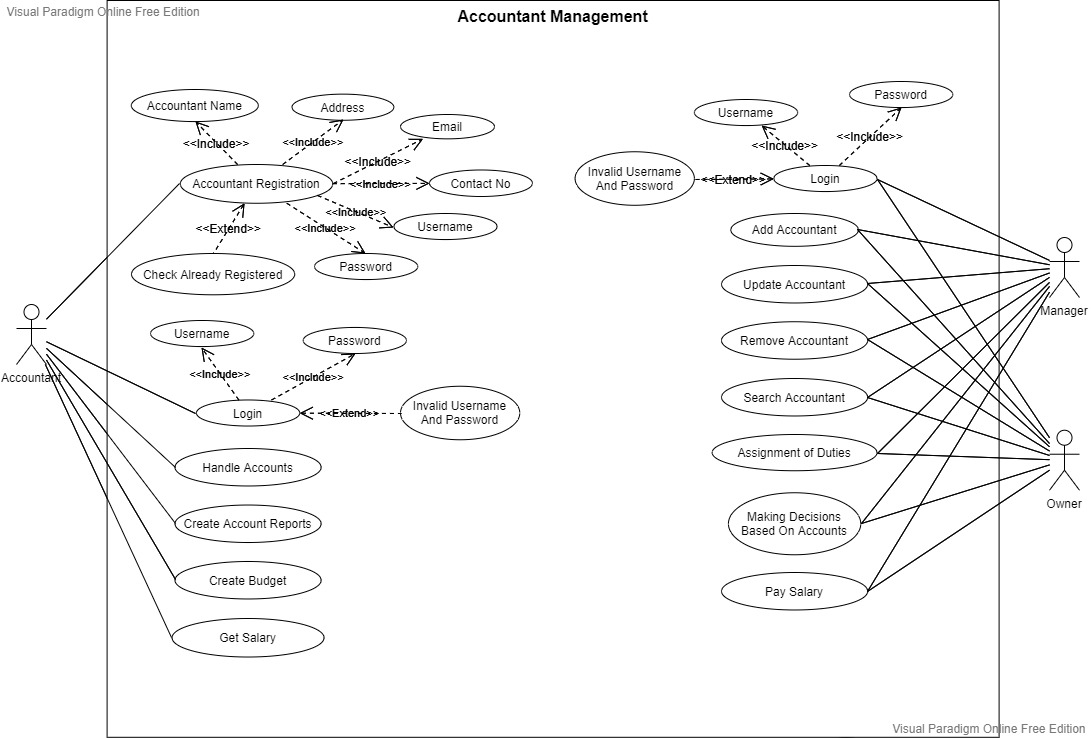 Visual Paradigm Online Free Edition
Accountant Management
Accountant Name
Address
Email
<<Include>>
<<Include>>
<<Include>>
Accountant Registration
<<Include>>
Contact No
<<Include>>
Username
<<Extend>>
<<Include>>
Check Already Registered
Password
Username
Password
<<Include>>
<<Include>>
Accountant
Login
<<Extend>>
Invalid Username
And Password
Handle Accounts
Create Account Reports
Create Budget
Get Salary
Username
Password
<<Include>>
<<Include>>
Invalid Username
And Password
<<Extend>>
Login
Add Accountant
Update Accountant
Remove Accountant
Search Accountant
Assignment of Duties
Making Decisions
Based On Accounts
Pay Salary
Manager
Owner
Visual Paradigm Online Free Edition